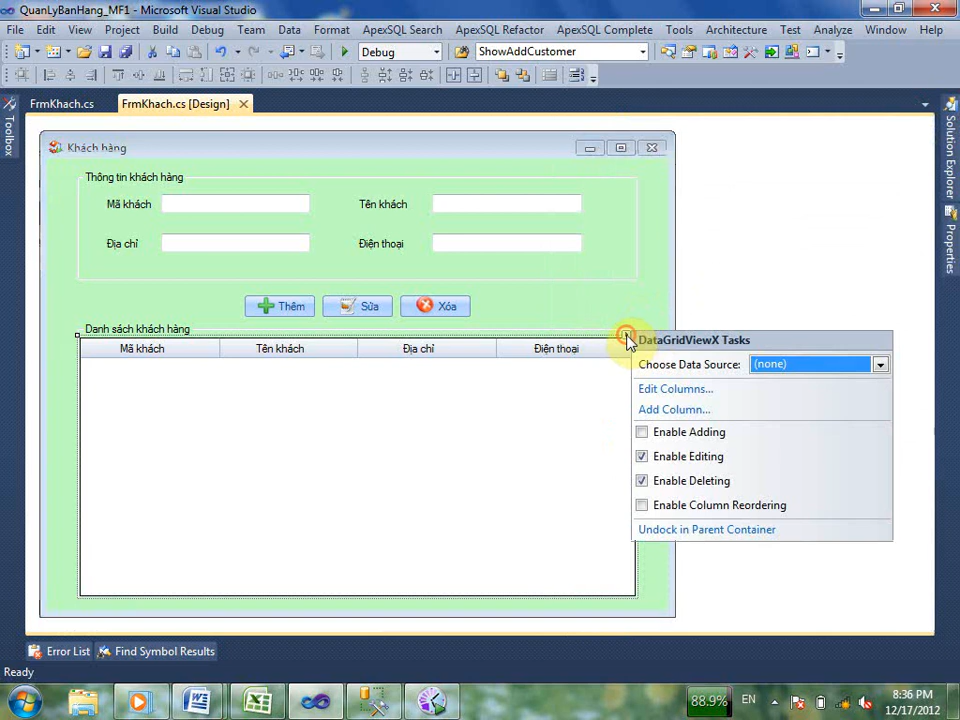 QuanLyBanHang_MF1 - Microsoft Visual Studio
File Edit View Project Build Debug Team Data Format ApexSQL Search ApexSQL Refactor ApexSQL Complete Tools Architecture Test Analyze Window Help
Debug ShowAddCustomer
FrmKhach.cs FrmKhach.cs [Design]
Toolbox
Solution Explorer
Properties
Khách hàng
Thông tin khách hàng
Mã khách Tên khách
Địa chỉ Điện thoại
Thêm Sửa Xóa
Danh sách khách hàng
Mã khách Tên khách Địa chỉ Điện thoại
DataGridViewX Tasks
Choose Data Source: (none)
Edit Columns...
Add Column...
Enable Adding
Enable Editing
Enable Deleting
Enable Column Reordering
Undock in Parent Container
Error List Find Symbol Results
Ready
88.9% EN 8:36 PM
12/17/2012